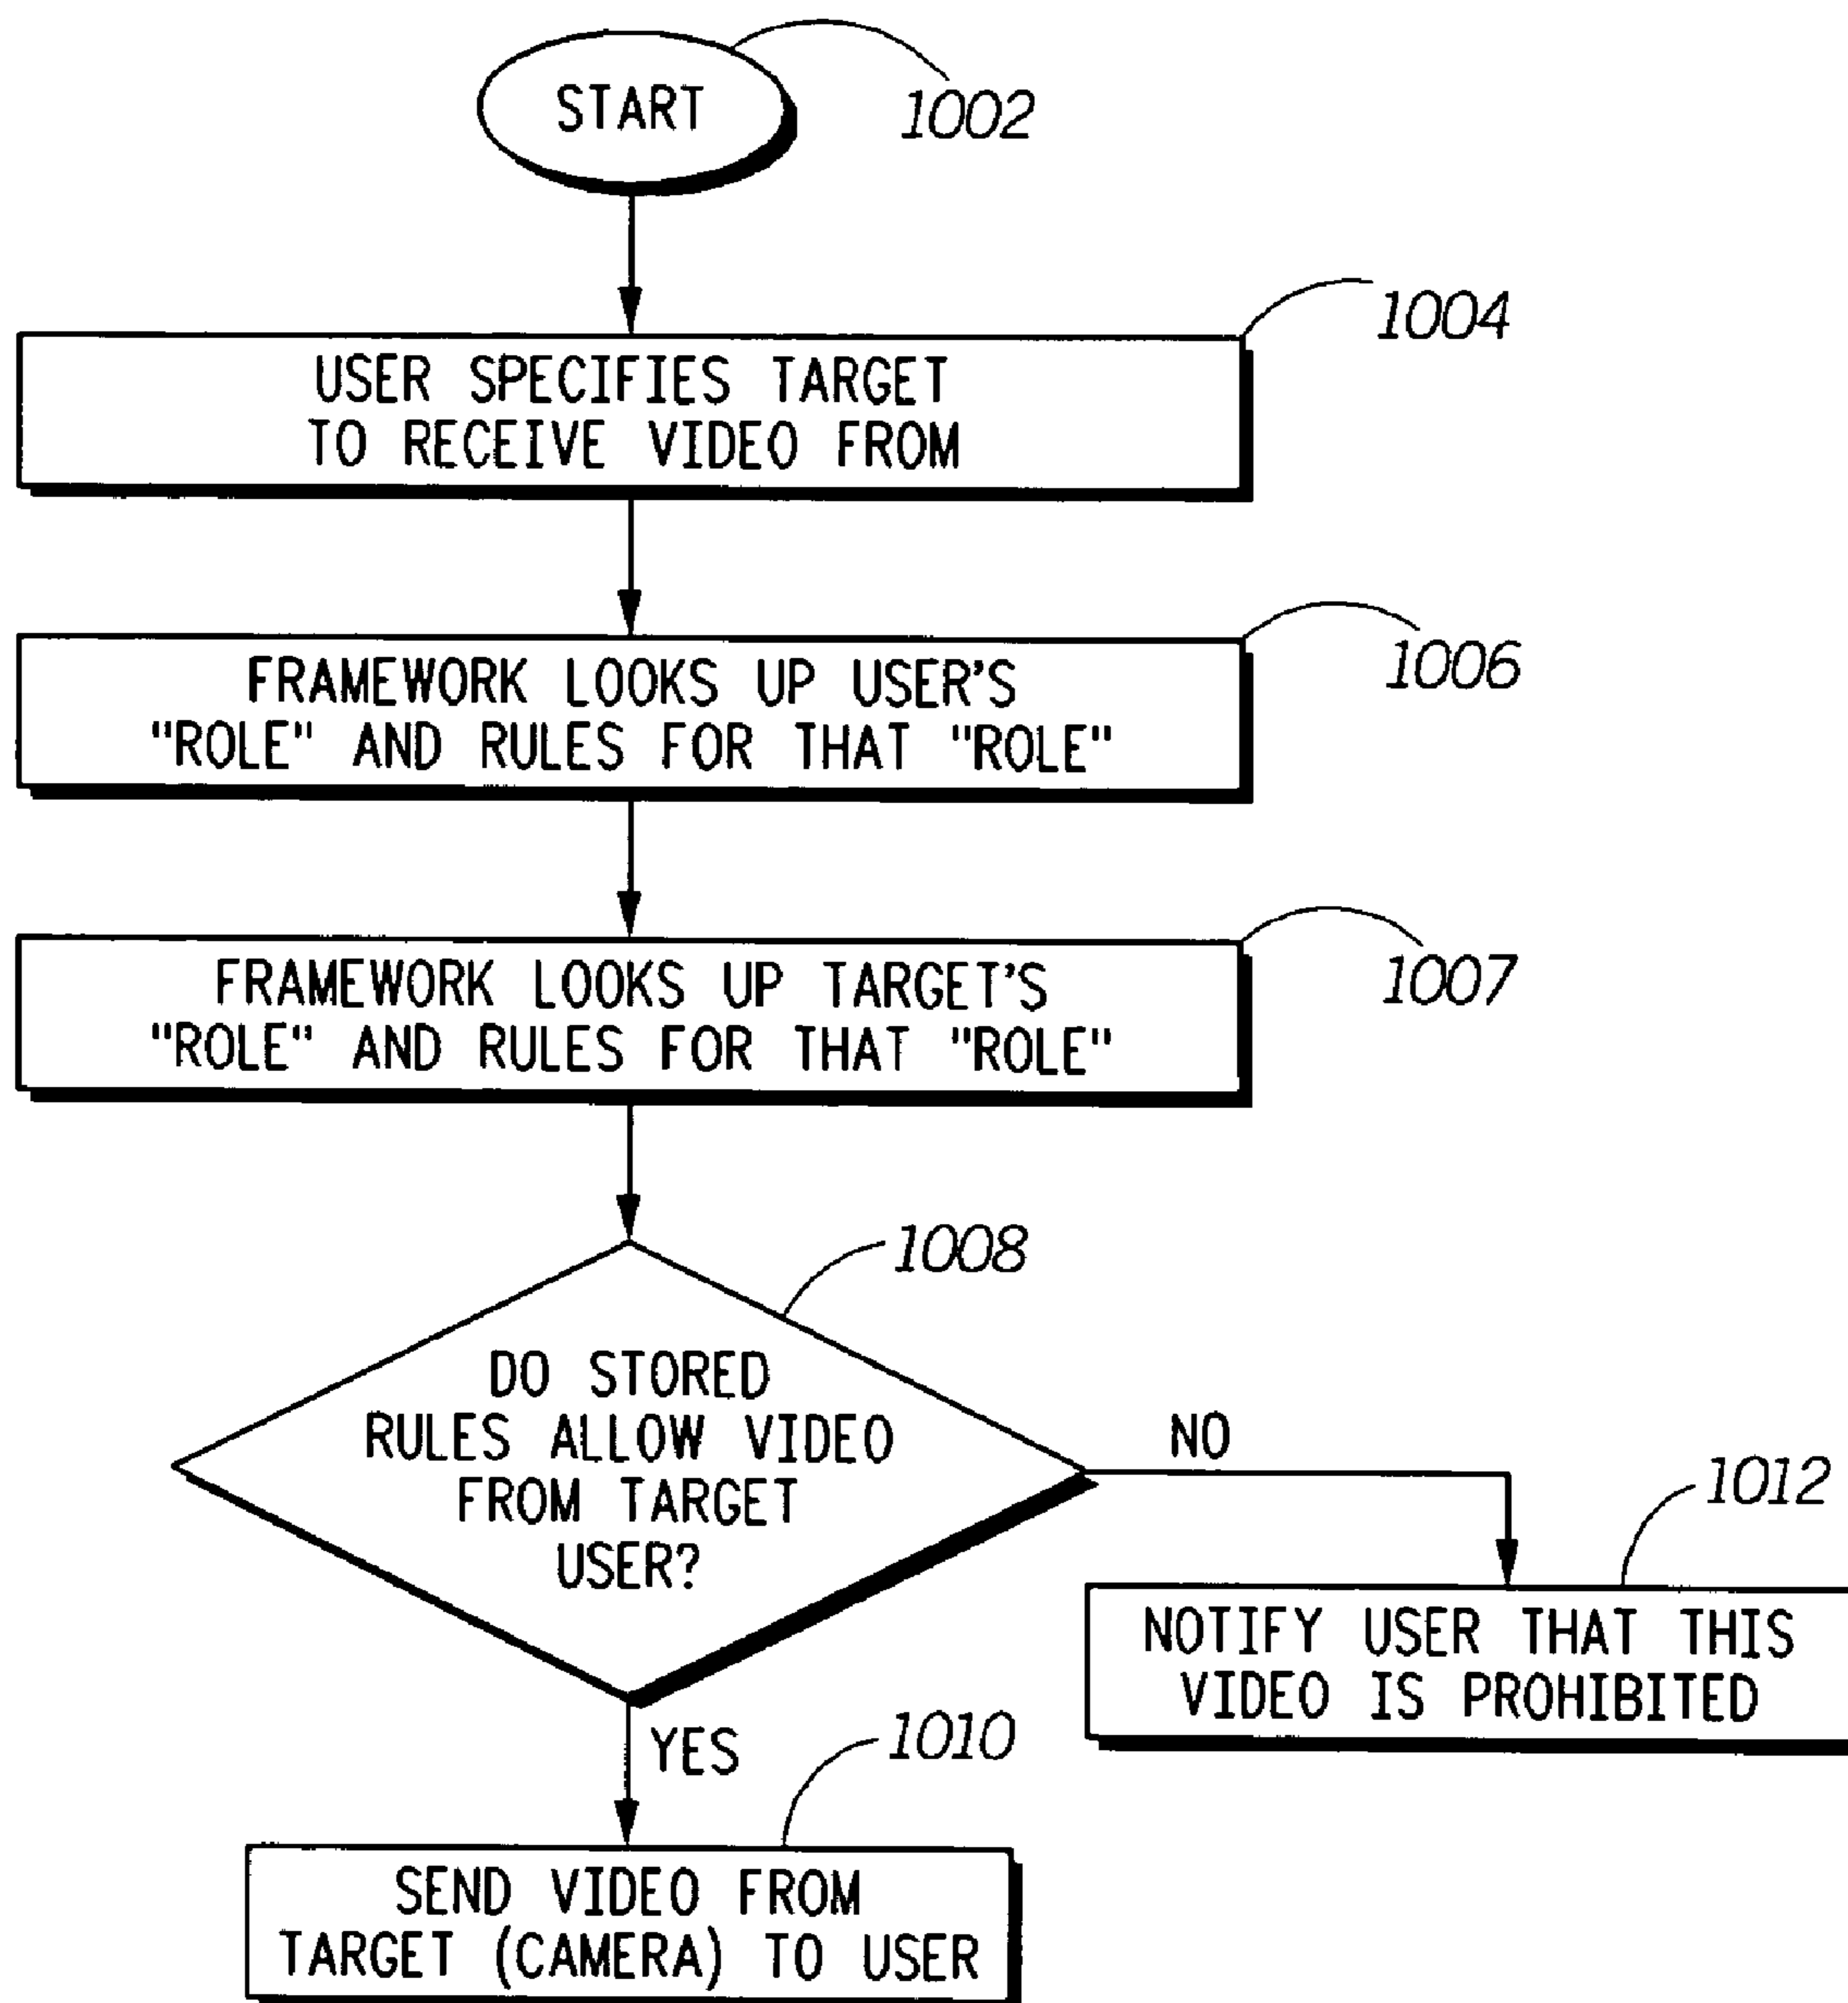 START
1002
1004
USER SPECIFIES TARGET
TO RECEIVE VIDEO FROM
1006
FRAMEWORK LOOKS UP USER'S
"ROLE" AND RULES FOR THAT "ROLE"
1007
FRAMEWORK LOOKS UP TARGET'S
"ROLE" AND RULES FOR THAT "ROLE"
1008
DO STORED
RULES ALLOW VIDEO
FROM TARGET
USER?
NO
1012
NOTIFY USER THAT THIS
VIDEO IS PROHIBITED
YES
1010
SEND VIDEO FROM
TARGET (CAMERA) TO USER